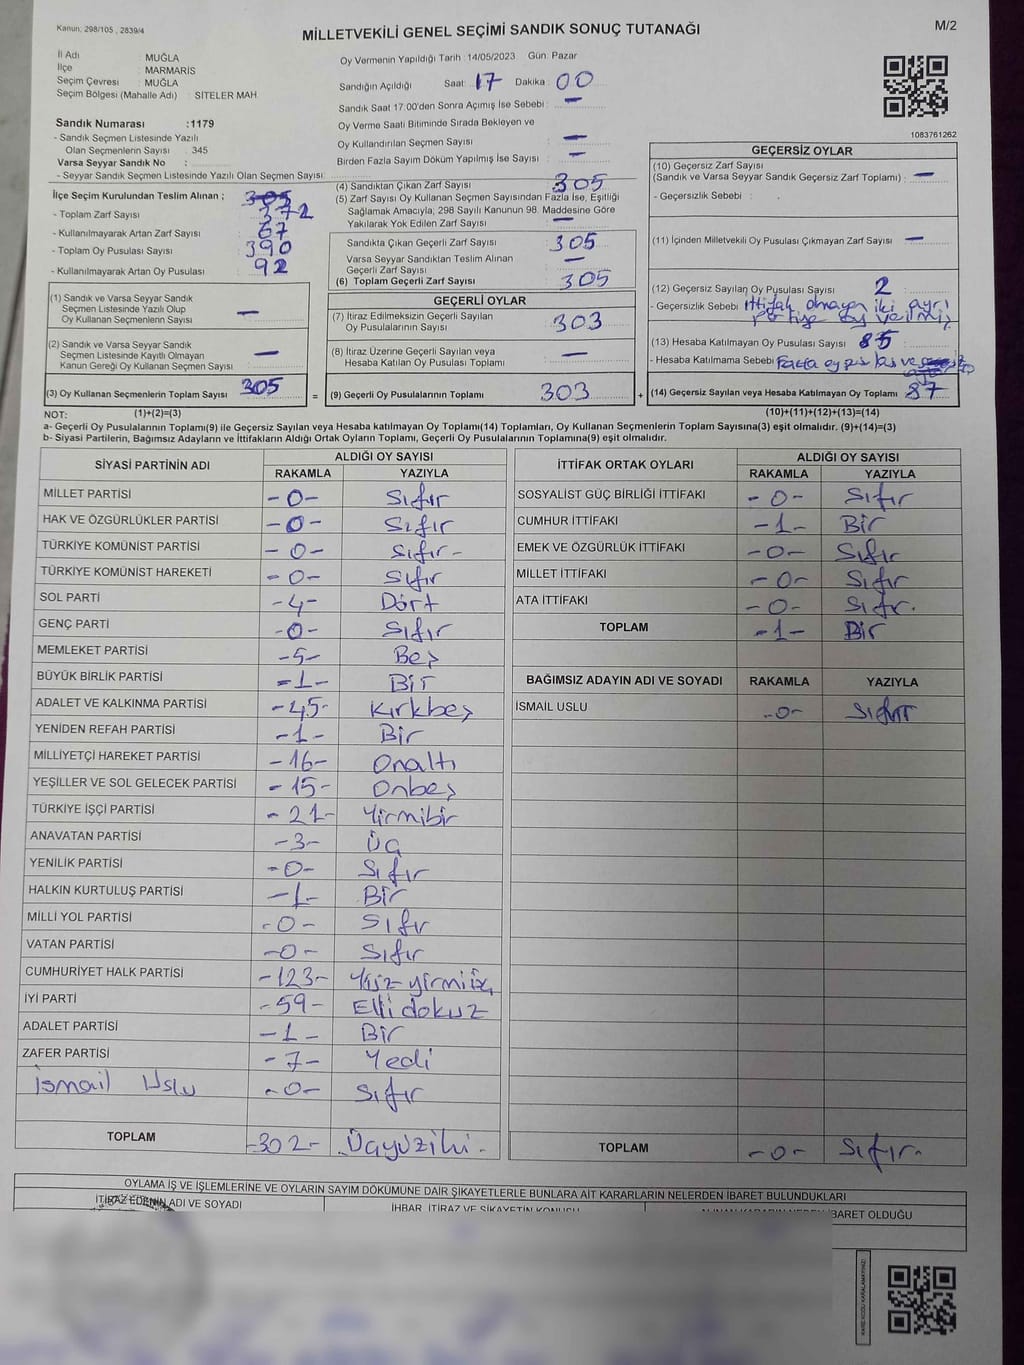 Kanun: 298/105 , 2839/4
MİLLETVEKİLİ GENEL SEÇİMİ SANDIK SONUÇ TUTANAĞI
M/2
İl Adı : MUĞLA
İlçe : MARMARİS
Seçim Çevresi : MUĞLA
Seçim Bölgesi (Mahalle Adı) : SİTELER MAH.
Oy Vermenin Yapıldığı Tarih : 14/05/2023 Gün: Pazar
Sandığın Açıldığı Saat: 17 Dakika: 00
Sandık Saat 17:00'den Sonra Açımış İse Sebebi : —
Oy Verme Saati Bitiminde Sırada Bekleyen ve
Oy Kullandırılan Seçmen Sayısı : —
Birden Fazla Sayım Döküm Yapılmış İse Sayısı : —
1083761262
Sandık Numarası :1179
- Sandık Seçmen Listesinde Yazılı
Olan Seçmenlerin Sayısı : 345
Varsa Seyyar Sandık No :
- Seyyar Sandık Seçmen Listesinde Yazılı Olan Seçmen Sayısı:
İlçe Seçim Kurulundan Teslim Alınan ;
- Toplam Zarf Sayısı : 372
- Kullanılmayarak Artan Zarf Sayısı : 67
- Toplam Oy Pusulası Sayısı : 390
- Kullanılmayarak Artan Oy Pusulası : 92
(1) Sandık ve Varsa Seyyar Sandık
Seçmen Listesinde Yazılı Olup
Oy Kullanan Seçmenlerin Sayısı : —
(2) Sandık ve Varsa Seyyar Sandık
Seçmen Listesinde Kayıtlı Olmayan
Kanun Gereği Oy Kullanan Seçmen Sayısı : —
(3) Oy Kullanan Seçmenlerin Toplam Sayısı : 305
(4) Sandıktan Çıkan Zarf Sayısı : 305
(5) Zarf Sayısı Oy Kullanan Seçmen Sayısından Fazla İse, Eşitliği
Sağlamak Amacıyla, 298 Sayılı Kanunun 98. Maddesine Göre
Yakılarak Yok Edilen Zarf Sayısı : —
Sandıkta Çıkan Geçerli Zarf Sayısı : 305
Varsa Seyyar Sandıktan Teslim Alınan
Geçerli Zarf Sayısı : —
(6) Toplam Geçerli Zarf Sayısı : 305
GEÇERLİ OYLAR
(7) İtiraz Edilmeksizin Geçerli Sayılan
Oy Pusulalarının Sayısı : 303
(8) İtiraz Üzerine Geçerli Sayılan veya
Hesaba Katılan Oy Pusulası Toplamı : —
= (9) Geçerli Oy Pusulalarının Toplamı : 303 +
GEÇERSİZ OYLAR
(10) Geçersiz Zarf Sayısı
(Sandık ve Varsa Seyyar Sandık Geçersiz Zarf Toplamı) : —
- Geçersizlik Sebebi :
(11) İçinden Milletvekili Oy Pusulası Çıkmayan Zarf Sayısı : —
(12) Geçersiz Sayılan Oy Pusulası Sayısı : 2
- Geçersizlik Sebebi : ittifak olmayan iki ayrı
partiye oy verilmiş
(13) Hesaba Katılmayan Oy Pusulası Sayısı : 85
- Hesaba Katılmama Sebebi : Fazla oy
(14) Geçersiz Sayılan veya Hesaba Katılmayan Oy Toplamı : 87
NOT: (1)+(2)=(3) (10)+(11)+(12)+(13)=(14)
a- Geçerli Oy Pusulalarının Toplamı(9) ile Geçersiz Sayılan veya Hesaba katılmayan Oy Toplamı(14) Toplamları, Oy Kullanan Seçmenlerin Toplam Sayısına(3) eşit olmalıdır. (9)+(14)=(3)
b- Siyasi Partilerin, Bağımsız Adayların ve İttifakların Aldığı Ortak Oyların Toplamı, Geçerli Oy Pusulalarının Toplamına(9) eşit olmalıdır.
SİYASİ PARTİNİN ADI ALDIĞI OY SAYISI
RAKAMLA YAZIYLA
MİLLET PARTİSİ -0- Sıfır
HAK VE ÖZGÜRLÜKLER PARTİSİ -0- Sıfır
TÜRKİYE KOMÜNİST PARTİSİ -0- Sıfır-
TÜRKİYE KOMÜNİST HAREKETİ -0- Sıfır
SOL PARTİ -4- Dört
GENÇ PARTİ -0- Sıfır
MEMLEKET PARTİSİ -5- Beş
BÜYÜK BİRLİK PARTİSİ -1- Bir
ADALET VE KALKINMA PARTİSİ -45- Kırkbeş
YENİDEN REFAH PARTİSİ -1- Bir
MİLLİYETÇİ HAREKET PARTİSİ -16- Onaltı
YEŞİLLER VE SOL GELECEK PARTİSİ -15- Onbeş
TÜRKİYE İŞÇİ PARTİSİ -21- Yirmibir
ANAVATAN PARTİSİ -3- Üç
YENİLİK PARTİSİ -0- Sıfır
HALKIN KURTULUŞ PARTİSİ -1- Bir
MİLLİ YOL PARTİSİ -0- Sıfır
VATAN PARTİSİ -0- Sıfır
CUMHURİYET HALK PARTİSİ -123- Yüz yirmi üç
İYİ PARTİ -59- Elli dokuz
ADALET PARTİSİ -1- Bir
ZAFER PARTİSİ -7- Yedi
İsmail Uslu -0- Sıfır
TOPLAM -302- Üçyüziki-
İTTİFAK ORTAK OYLARI ALDIĞI OY SAYISI
RAKAMLA YAZIYLA
SOSYALİST GÜÇ BİRLİĞİ İTTİFAKI -0- Sıfır
CUMHUR İTTİFAKI -1- Bir
EMEK VE ÖZGÜRLÜK İTTİFAKI -0- Sıfır
MİLLET İTTİFAKI -0- Sıfır
ATA İTTİFAKI -0- Sıfır.
TOPLAM -1- Bir
BAĞIMSIZ ADAYIN ADI VE SOYADI RAKAMLA YAZIYLA
İSMAİL USLU -0- Sıfır
TOPLAM -0- Sıfır.
OYLAMA İŞ VE İŞLEMLERİNE VE OYLARIN SAYIM DÖKÜMÜNE DAİR ŞİKAYETLERLE BUNLARA AİT KARARLARIN NELERDEN İBARET BULUNDUKLARI
İTİRAZ EDENİN ADI VE SOYADI İHBAR, İTİRAZ VE ŞİKAYETİN KONUSU ALINAN KARARIN NEDEN İBARET OLDUĞU
KARE KODU KARALAMAYINIZ!